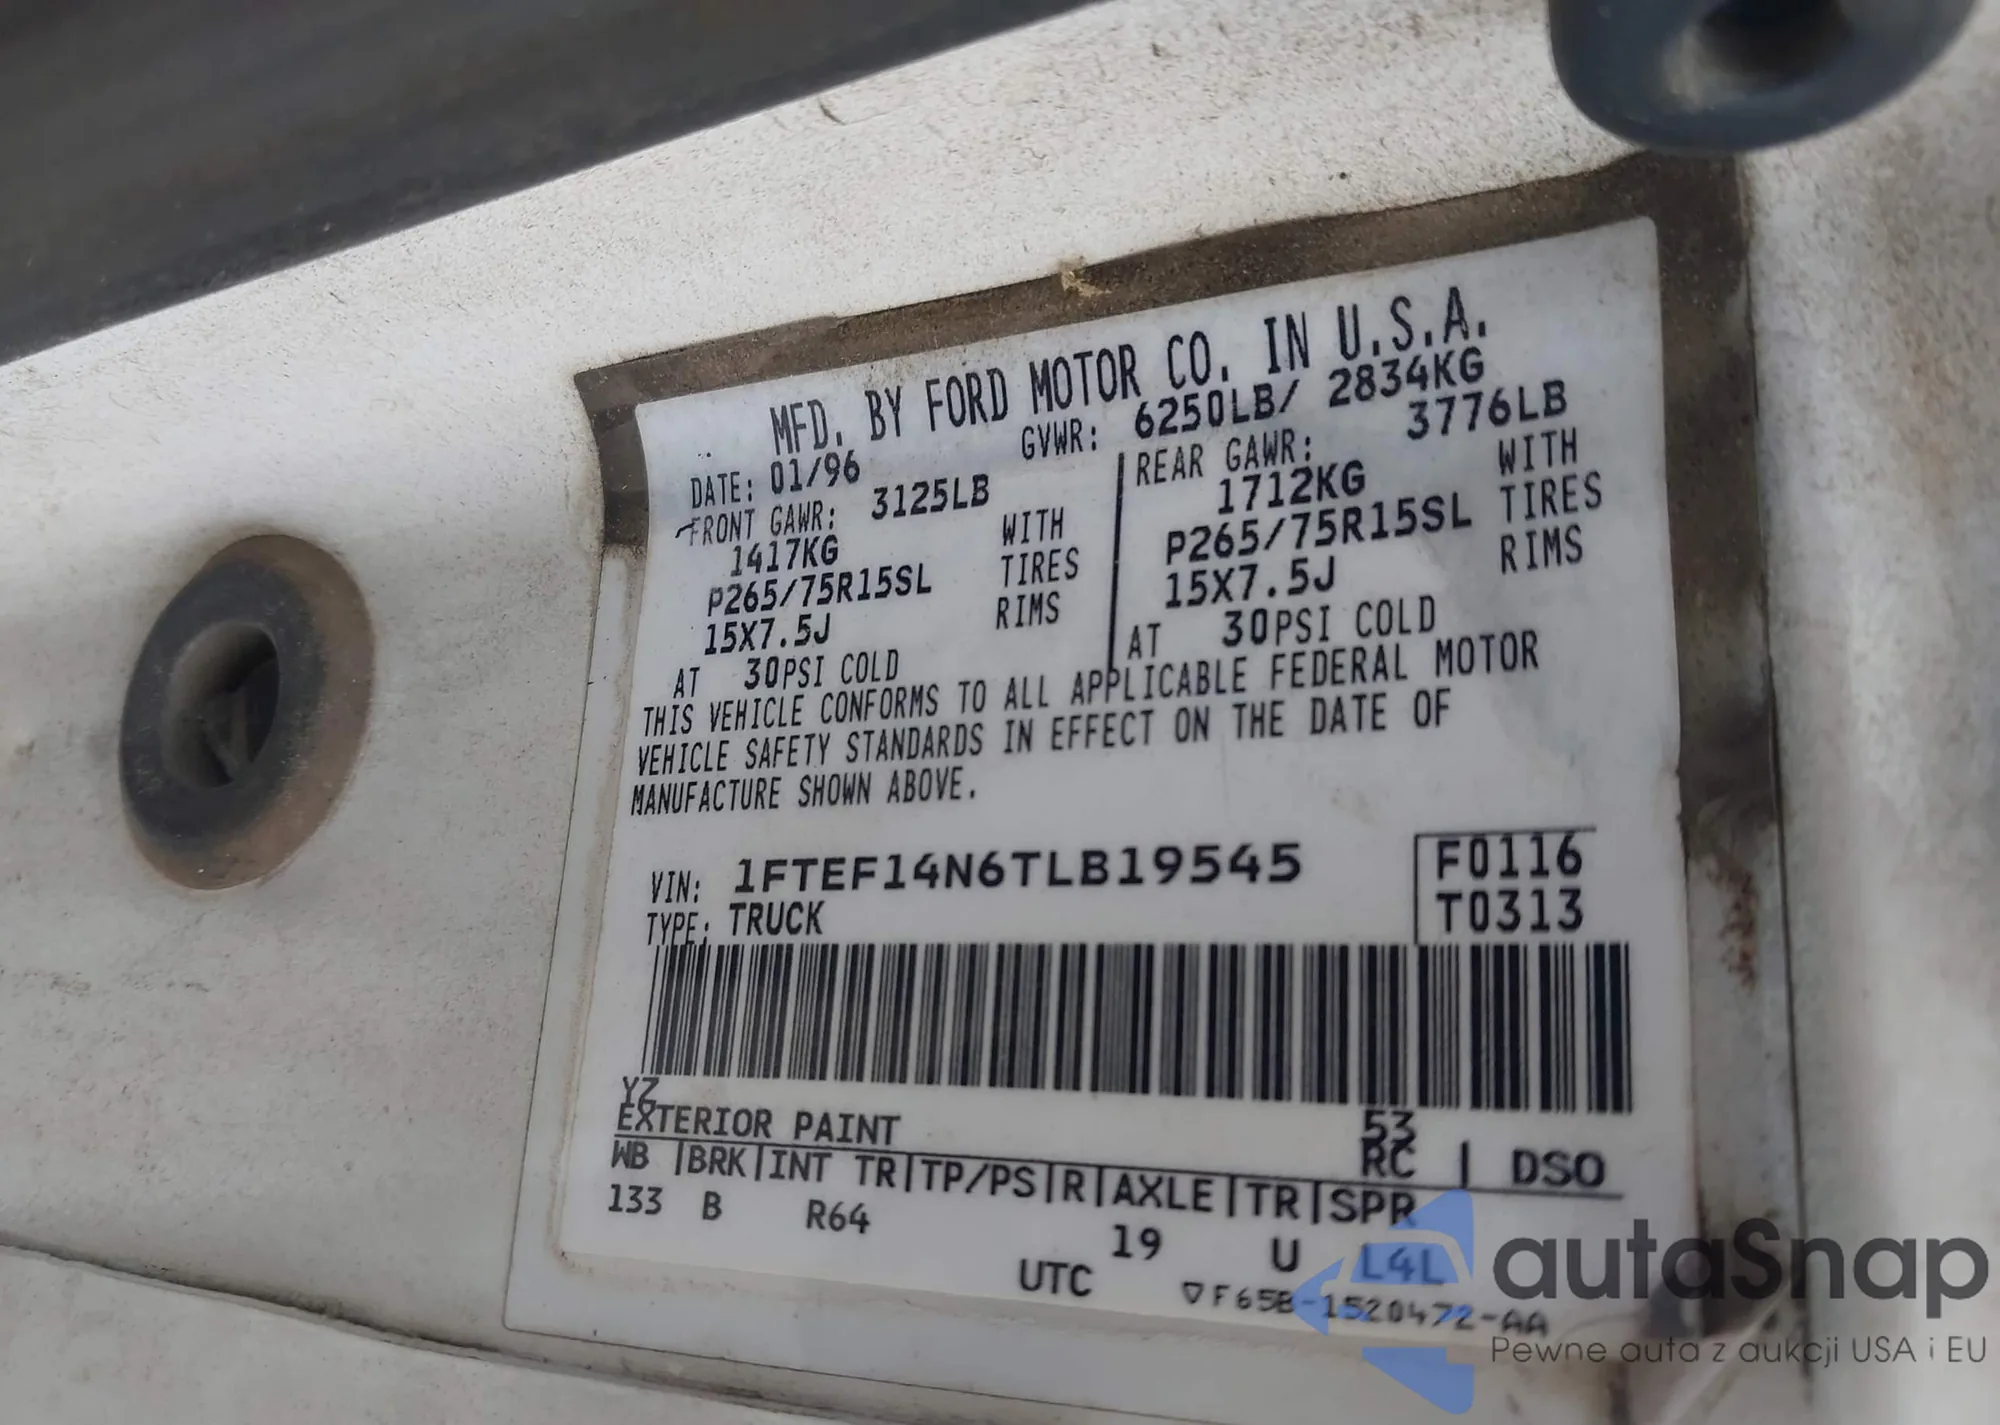 MFD. BY FORD MOTOR CO. IN U.S.A.
DATE: 01/96 GVWR: 6250LB/ 2834KG
FRONT GAWR: 3125LB
1417KG WITH
P265/75R15SL TIRES
15X7.5J RIMS
AT 30PSI COLD
REAR GAWR: 3776LB
1712KG WITH
P265/75R15SL TIRES
15X7.5J RIMS
AT 30PSI COLD
THIS VEHICLE CONFORMS TO ALL APPLICABLE FEDERAL MOTOR
VEHICLE SAFETY STANDARDS IN EFFECT ON THE DATE OF
MANUFACTURE SHOWN ABOVE.
VIN: 1FTEF14N6TLB19545
TYPE: TRUCK
F0116
T0313
YZ
EXTERIOR PAINT 53
RC | DSO
WB |BRK|INT TR|TP/PS|R|AXLE|TR|SPR
133 B R64 19 U L4L
UTC ▽F65B-1520472-AA
autaSnap
Pewne auta z aukcji USA i EU